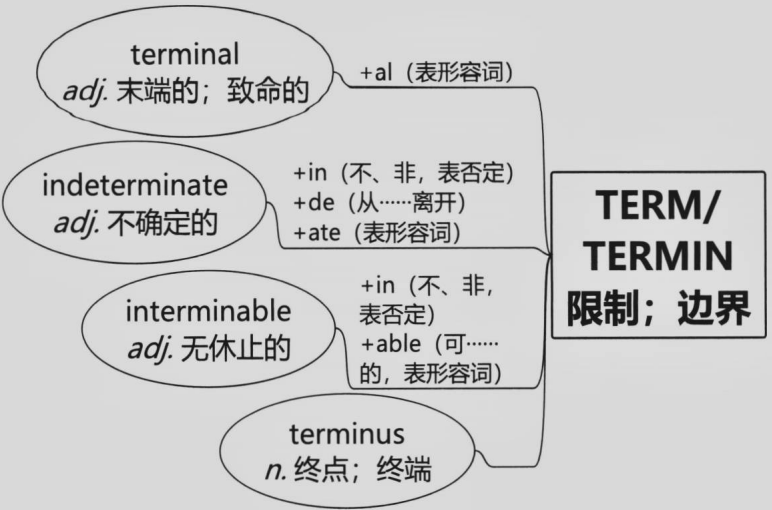 terminal
adj. 末端的；致命的
+al（表形容词）
indeterminate
adj. 不确定的
+in（不、非，表否定）
+de（从……离开）
+ate（表形容词）
interminable
adj. 无休止的
+in（不、非，
表否定）
+able（可……
的，表形容词）
terminus
n. 终点；终端
TERM/
TERMIN
限制；边界